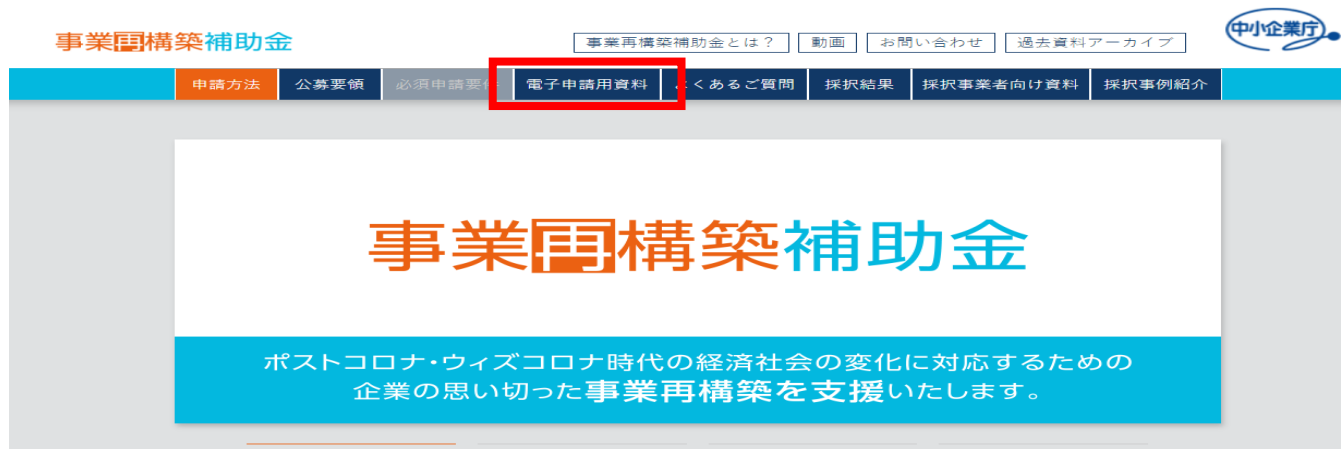 事業再構築補助金
事業再構築補助金とは？ 動画 お問い合わせ 過去資料アーカイブ
中小企業庁
申請方法 公募要領 必須申請要件 電子申請用資料 よくあるご質問 採択結果 採択事業者向け資料 採択事例紹介
事業再構築補助金
ポストコロナ・ウィズコロナ時代の経済社会の変化に対応するための
企業の思い切った事業再構築を支援いたします。